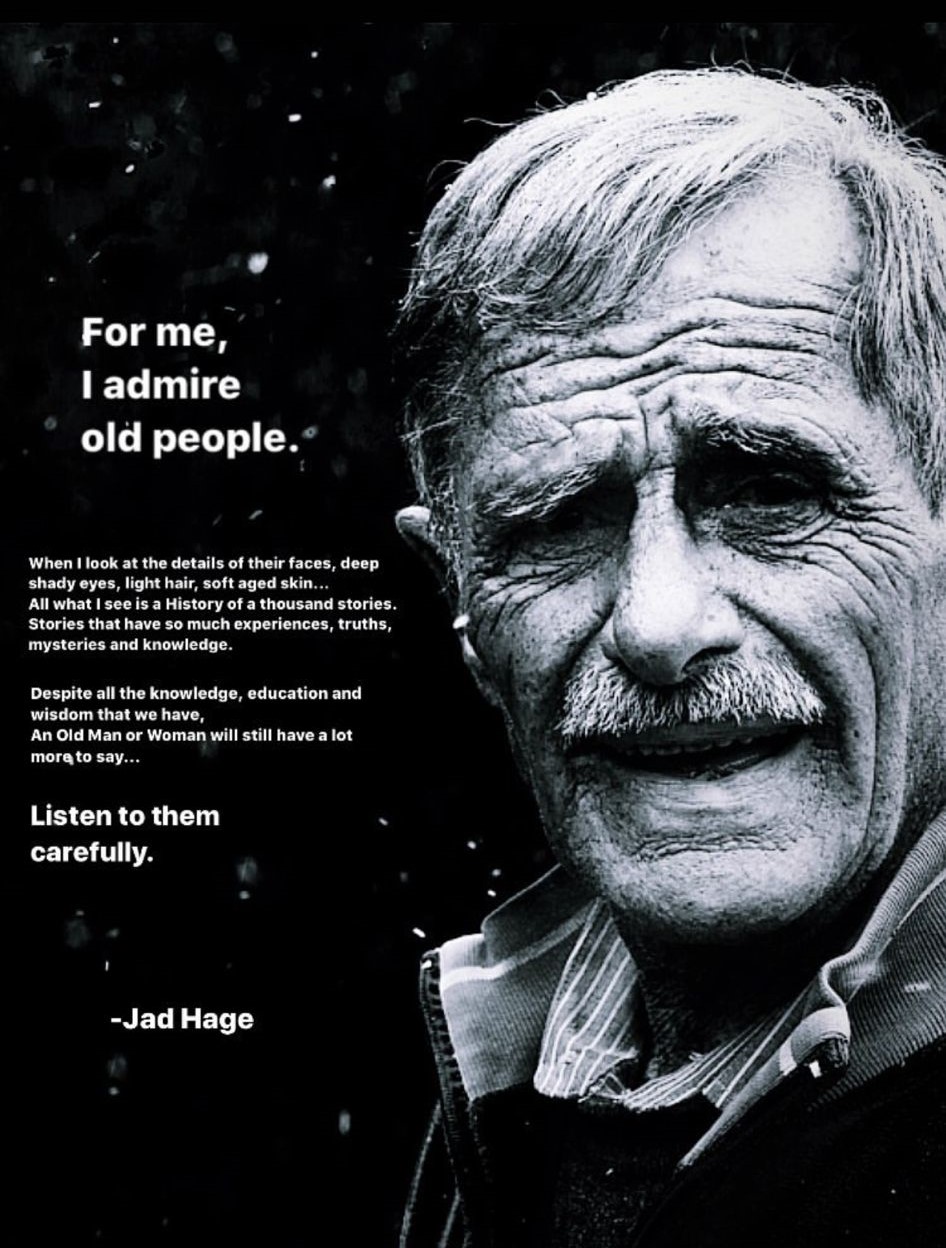 For me,
I admire
old people.
When I look at the details of their faces, deep
shady eyes, light hair, soft aged skin...
All what I see is a History of a thousand stories.
Stories that have so much experiences, truths,
mysteries and knowledge.
Despite all the knowledge, education and
wisdom that we have,
An Old Man or Woman will still have a lot
more to say...
Listen to them
carefully.
-Jad Hage